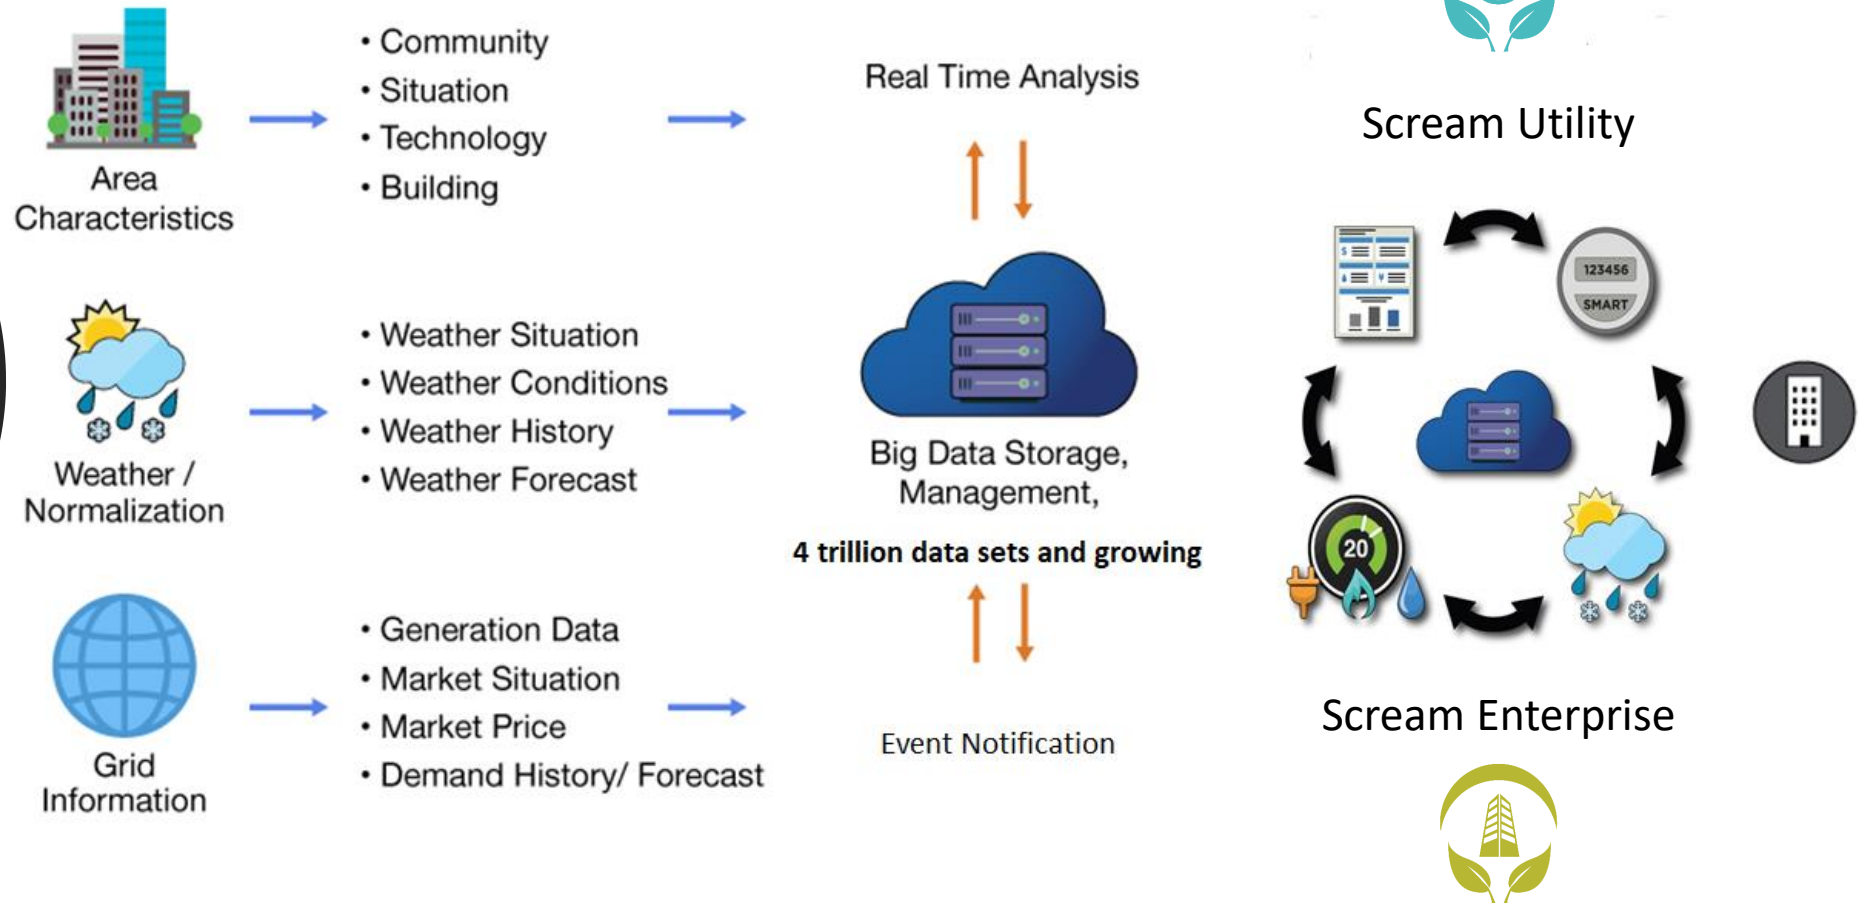 Area
Characteristics
• Community
• Situation
• Technology
• Building
Weather /
Normalization
• Weather Situation
• Weather Conditions
• Weather History
• Weather Forecast
Grid
Information
• Generation Data
• Market Situation
• Market Price
• Demand History/ Forecast
Real Time Analysis
Big Data Storage,
Management,
4 trillion data sets and growing
Event Notification
Scream Utility
$
123456
SMART
20
Scream Enterprise